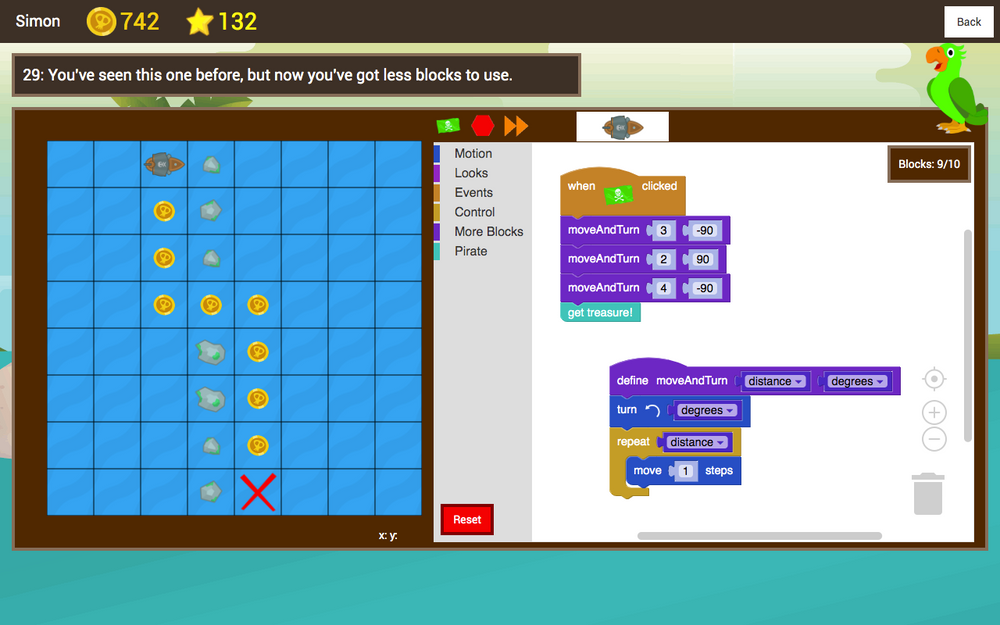 Simon 742 132 Back
29: You've seen this one before, but now you've got less blocks to use.
Motion
Looks
Events
Control
More Blocks
Pirate
Blocks: 9/10
when clicked
moveAndTurn 3 -90
moveAndTurn 2 90
moveAndTurn 4 -90
get treasure!
define moveAndTurn distance degrees
turn degrees
repeat distance
move 1 steps
Reset
x: y: